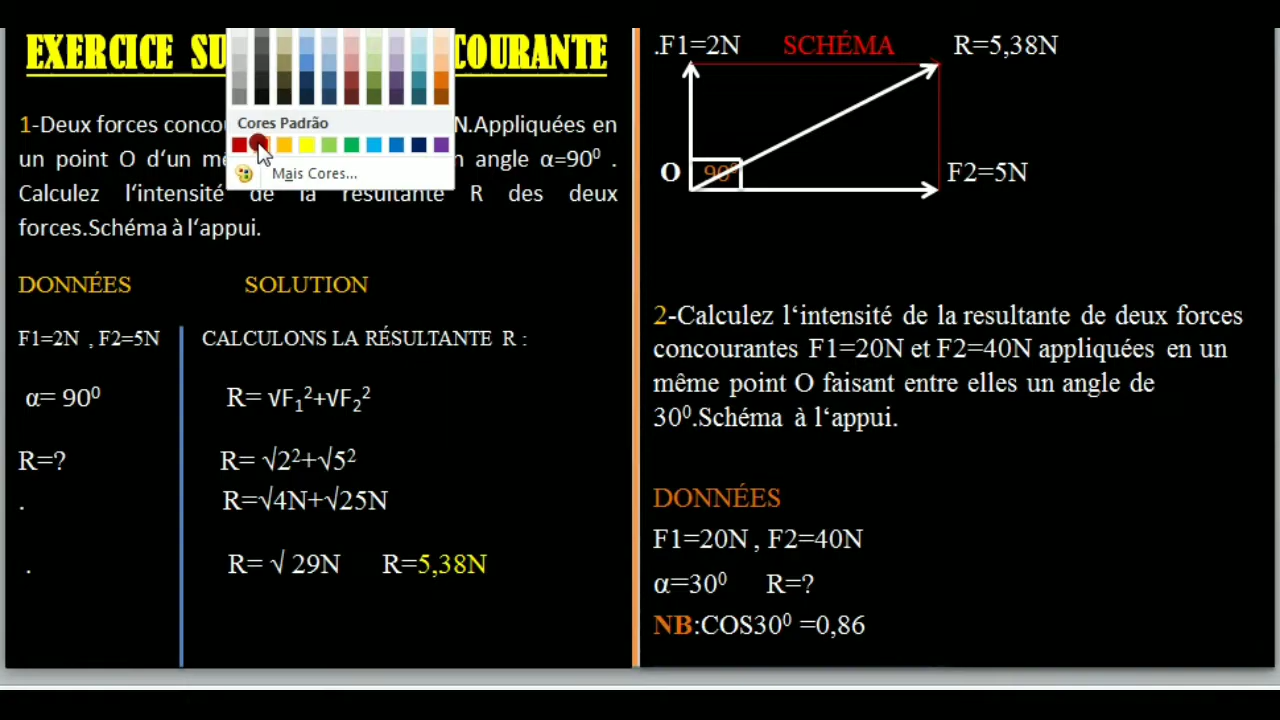 EXERCICE SU COURANTE
1-Deux forces concou N.Appliquées en
un point O d'un m n angle α=90⁰ .
Calculez l'intensité de la résultante R des deux
forces.Schéma à l'appui.
Cores Padrão
Mais Cores...
DONNÉES SOLUTION
F1=2N , F2=5N CALCULONS LA RÉSULTANTE R :
α= 90⁰ R= √F₁²+√F₂²
R=? R= √2²+√5²
. R=√4N+√25N
. R= √ 29N R=5,38N
.F1=2N SCHÉMA R=5,38N
O 90⁰ F2=5N
2-Calculez l'intensité de la resultante de deux forces
concourantes F1=20N et F2=40N appliquées en un
même point O faisant entre elles un angle de
30⁰.Schéma à l'appui.
DONNÉES
F1=20N , F2=40N
α=30⁰ R=?
NB:COS30⁰ =0,86